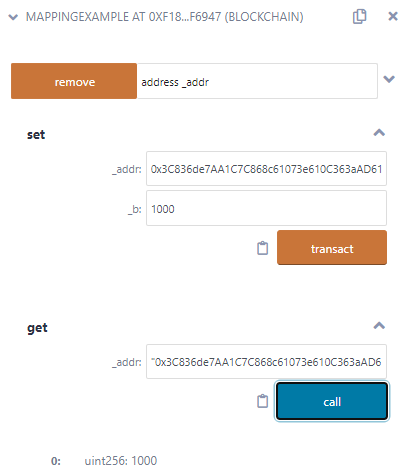 MAPPINGEXAMPLE AT 0XF18...F6947 (BLOCKCHAIN)
remove address _addr
set
_addr: 0x3C836de7AA1C7C868c61073e610C363aAD61
_b: 1000
transact
get
_addr: "0x3C836de7AA1C7C868c61073e610C363aAD6
call
0: uint256: 1000